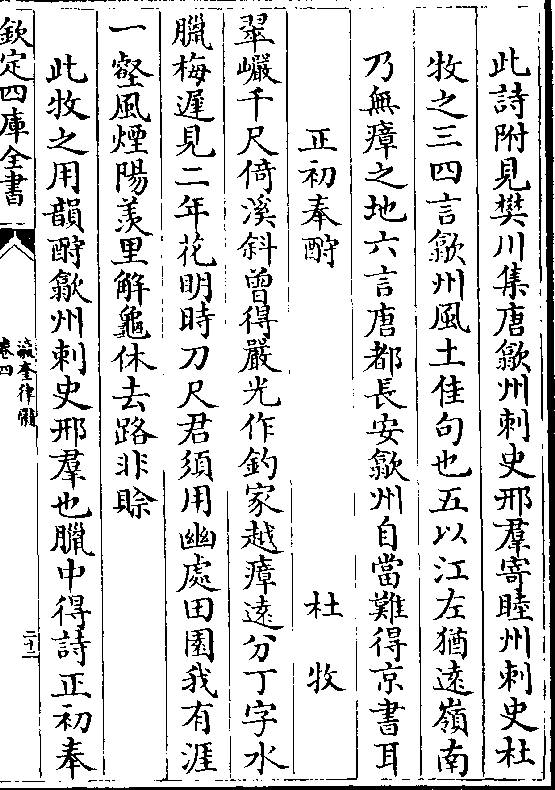 此詩附見樊川集唐歙州刺史邢羣寄睦州刺史杜
牧之三四言歙州風土佳句也五以江左猶遠嶺南
乃無瘴之地六言唐都長安歙州自當難得京書耳
正初奉酧 杜牧
翠巘千尺倚溪斜曾得嚴光作釣家越瘴逺分丁字水
臘梅遲見二年花明時刀尺君須用幽處田園我有涯
一壑風煙陽羨里解龜休去路非賖
此牧之用韻酧歙州刺史邢羣也臘中得詩正初奉
欽定四庫全書
瀛奎律髓
卷四
二十二